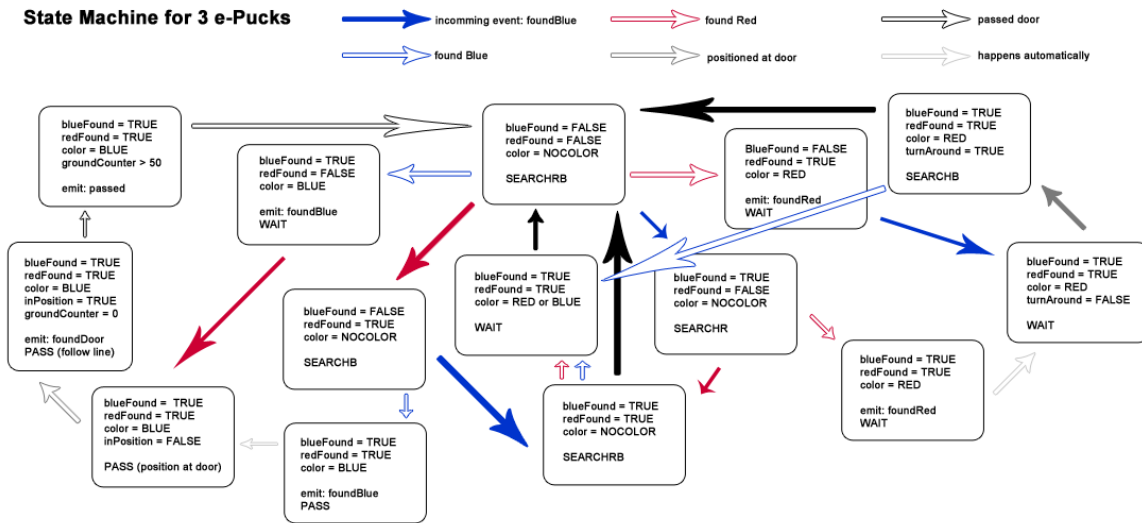 State Machine for 3 e-Pucks
incomming event: foundBlue
found Red
passed door
found Blue
positioned at door
happens automatically
blueFound = TRUE
redFound = TRUE
color = BLUE
groundCounter > 50
emit: passed
blueFound = TRUE
redFound = FALSE
color = BLUE
emit: foundBlue
WAIT
blueFound = FALSE
redFound = FALSE
color = NOCOLOR
SEARCHRB
BlueFound = FALSE
redFound = TRUE
color = RED
emit: foundRed
WAIT
blueFound = TRUE
redFound = TRUE
color = RED
turnAround = TRUE
SEARCHB
blueFound = TRUE
redFound = TRUE
color = BLUE
inPosition = TRUE
groundCounter = 0
emit: foundDoor
PASS (follow line)
blueFound = FALSE
redFound = TRUE
color = NOCOLOR
SEARCHB
blueFound = TRUE
redFound = TRUE
color = RED or BLUE
WAIT
blueFound = TRUE
redFound = FALSE
color = NOCOLOR
SEARCHR
blueFound = TRUE
redFound = TRUE
color = RED
turnAround = FALSE
WAIT
blueFound = TRUE
redFound = TRUE
color = BLUE
inPosition = FALSE
PASS (position at door)
blueFound = TRUE
redFound = TRUE
color = BLUE
emit: foundBlue
PASS
blueFound = TRUE
redFound = TRUE
color = NOCOLOR
SEARCHRB
blueFound = TRUE
redFound = TRUE
color = RED
emit: foundRed
WAIT